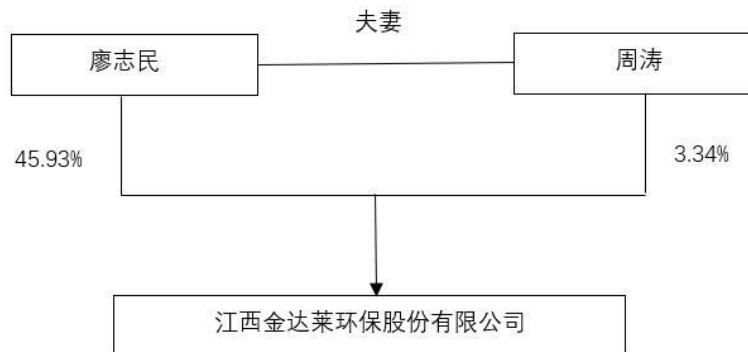 夫妻
廖志民
周涛
45.93%
3.34%
江西金达莱环保股份有限公司